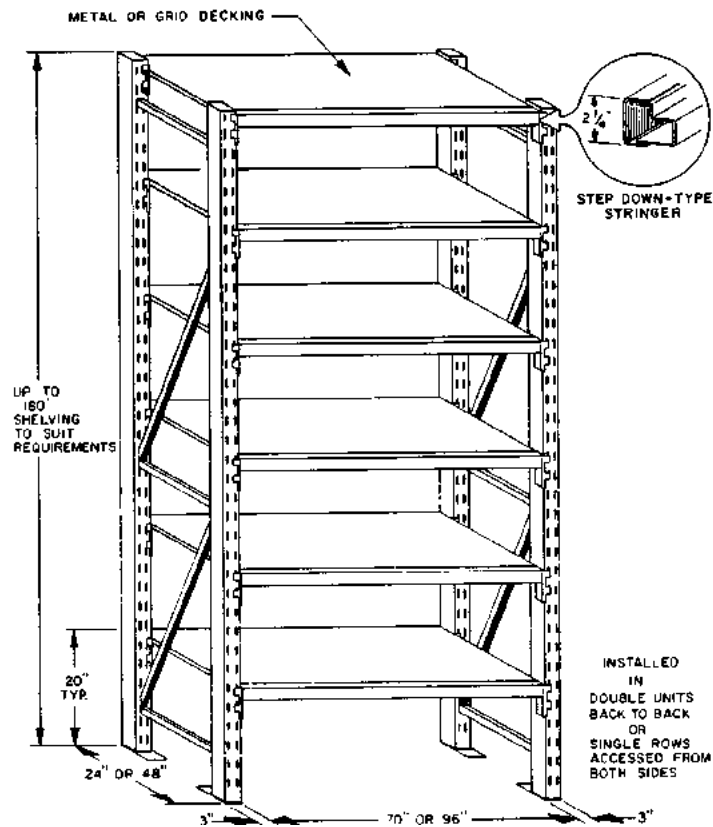 METAL OR GRID DECKING
2 ¼"
STEP DOWN-TYPE
STRINGER
UP TO
180"
SHELVING
TO SUIT
REQUIREMENTS
20"
TYP.
24" OR 48"
3"
70" OR 96"
3"
INSTALLED
IN
DOUBLE UNITS
BACK TO BACK
OR
SINGLE ROWS
ACCESSED FROM
BOTH SIDES